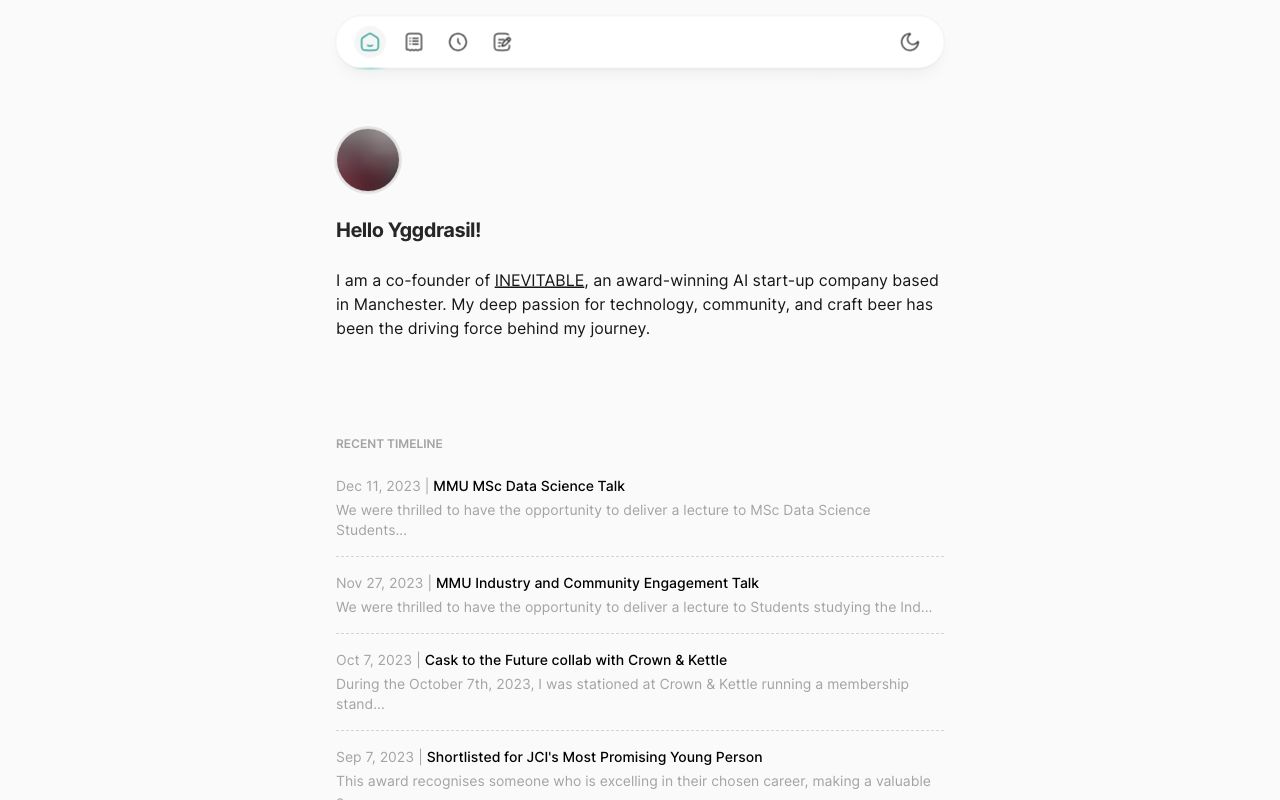 Hello Yggdrasil!
I am a co-founder of INEVITABLE, an award-winning AI start-up company based
in Manchester. My deep passion for technology, community, and craft beer has
been the driving force behind my journey.
RECENT TIMELINE
Dec 11, 2023 | MMU MSc Data Science Talk
We were thrilled to have the opportunity to deliver a lecture to MSc Data Science
Students...
Nov 27, 2023 | MMU Industry and Community Engagement Talk
We were thrilled to have the opportunity to deliver a lecture to Students studying the Ind...
Oct 7, 2023 | Cask to the Future collab with Crown & Kettle
During the October 7th, 2023, I was stationed at Crown & Kettle running a membership
stand...
Sep 7, 2023 | Shortlisted for JCI's Most Promising Young Person
This award recognises someone who is excelling in their chosen career, making a valuable